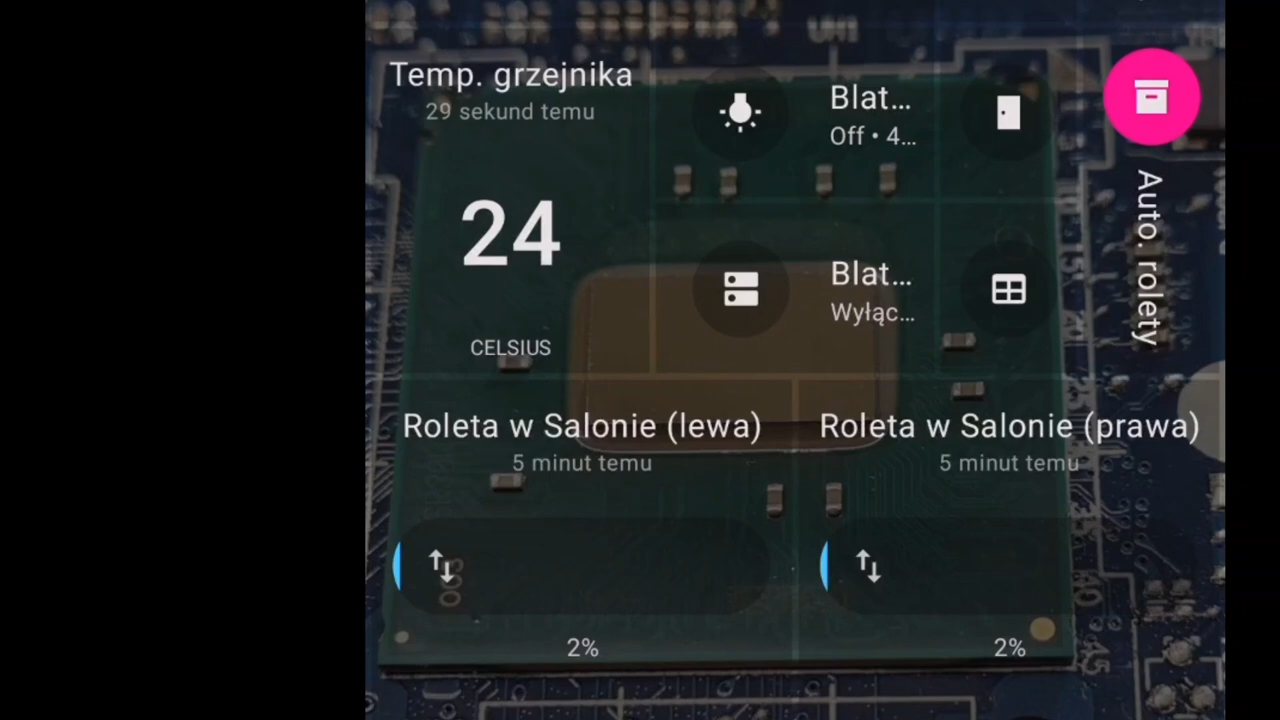 Temp. grzejnika
29 sekund temu
24
CELSIUS
Blat…
Off • 4…
Blat…
Wyłąc…
Auto. rolety
Roleta w Salonie (lewa)
5 minut temu
2%
Roleta w Salonie (prawa)
5 minut temu
2%